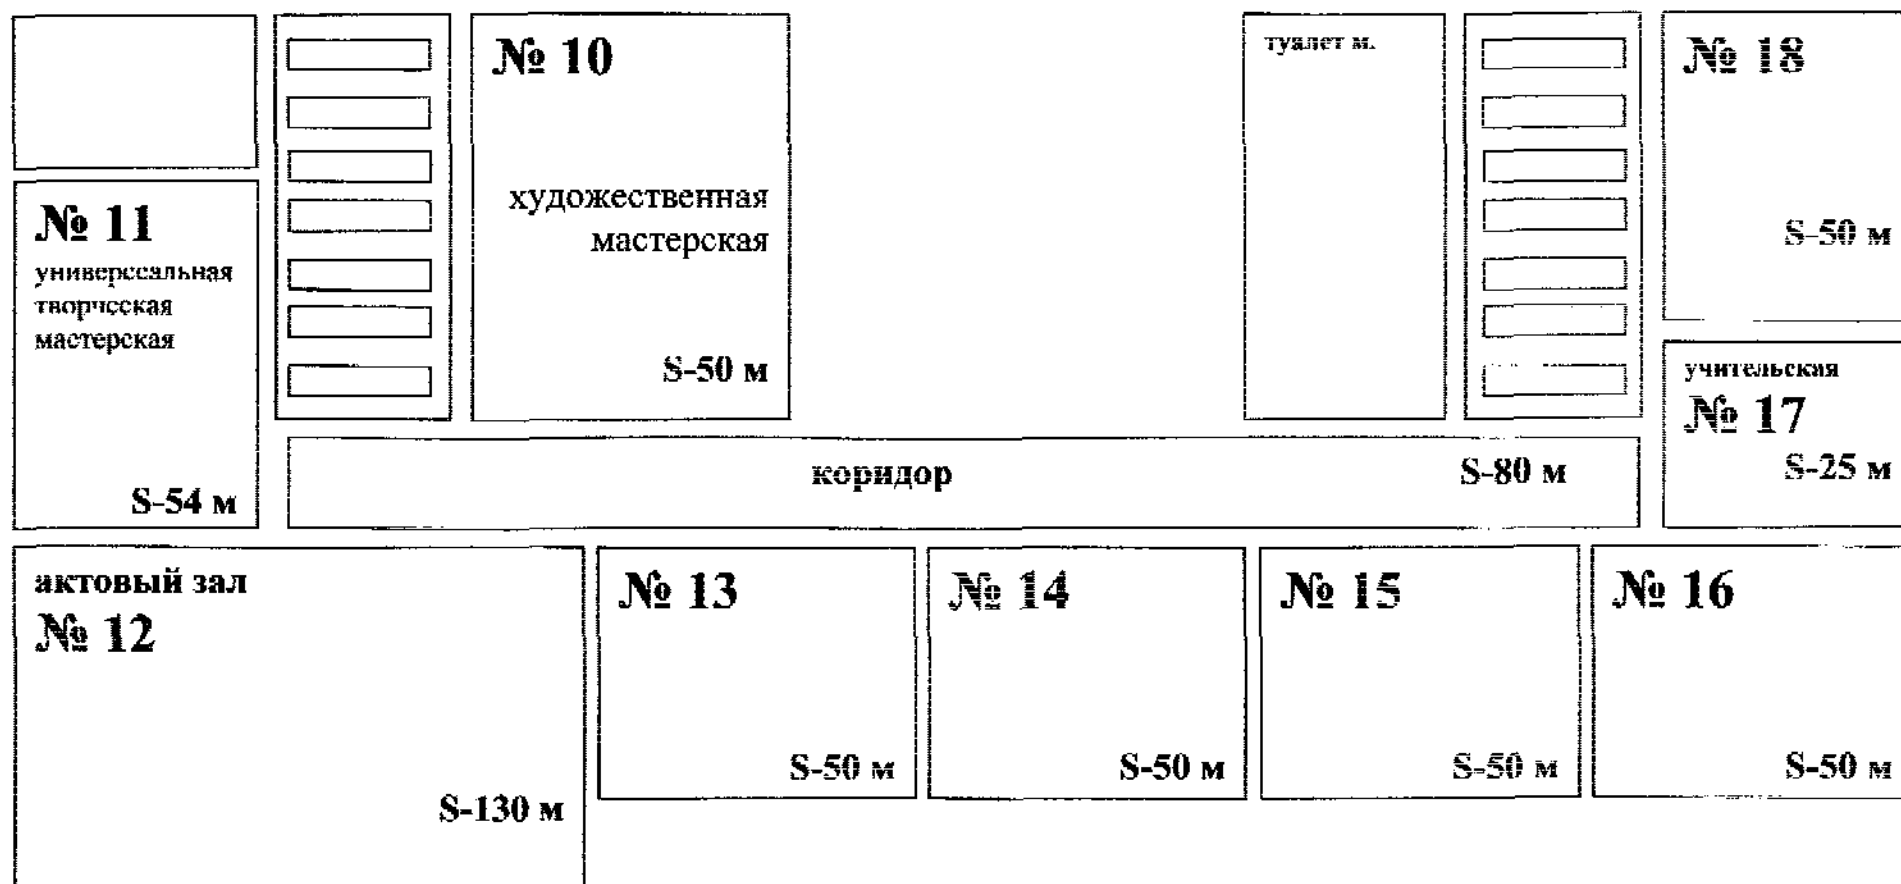 № 10
художественная
мастерская
S-50 м
туалет м.
№ 18
S-50 м
№ 11
универсальная
творческая
мастерская
S-54 м
учительская
№ 17
S-25 м
коридор
S-80 м
актовый зал
№ 12
S-130 м
№ 13
S-50 м
№ 14
S-50 м
№ 15
S-50 м
№ 16
S-50 м